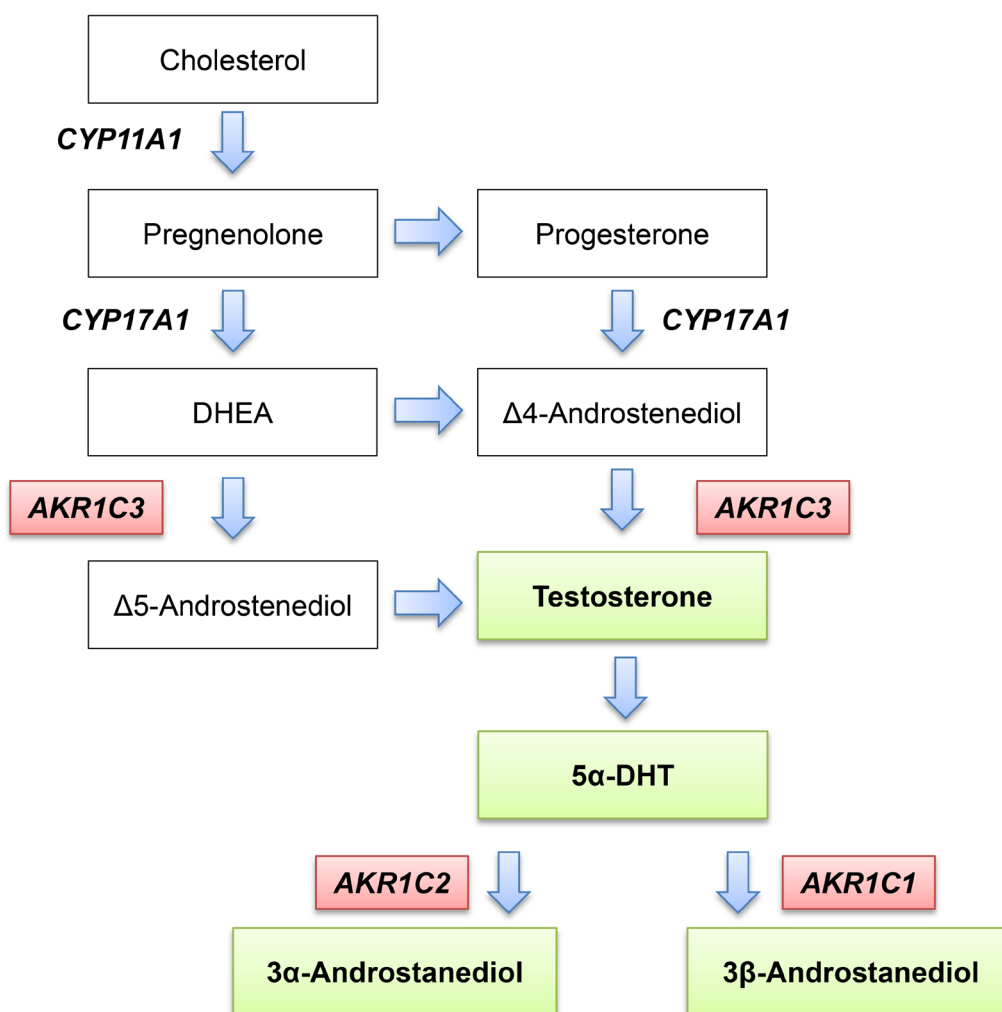 Cholesterol
CYP11A1
Pregnenolone
Progesterone
CYP17A1
CYP17A1
DHEA
Δ4-Androstenediol
AKR1C3
AKR1C3
Δ5-Androstenediol
Testosterone
5α-DHT
AKR1C2
AKR1C1
3α-Androstanediol
3β-Androstanediol